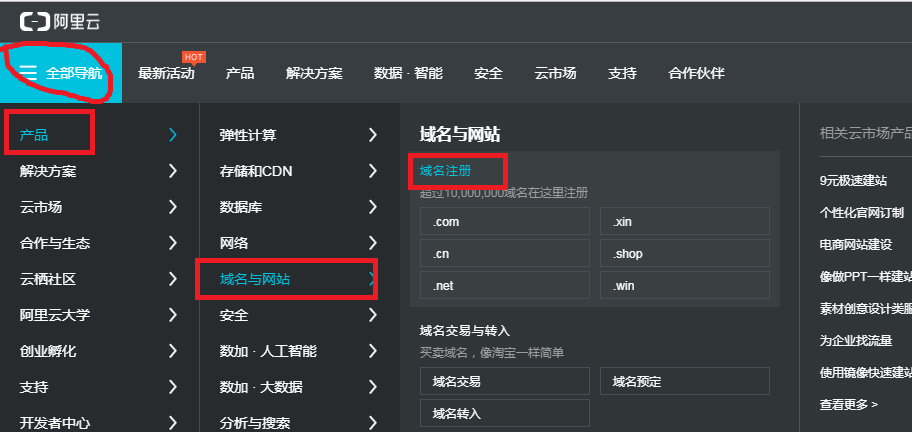 阿里云
全部导航
最新活动
HOT
产品
解决方案
数据 · 智能
安全
云市场
支持
合作伙伴
产品
解决方案
云市场
合作与生态
云栖社区
阿里云大学
创业孵化
支持
开发者中心
弹性计算
存储和CDN
数据库
网络
域名与网站
安全
数加 · 人工智能
数加 · 大数据
分析与搜索
域名与网站
域名注册
超过10,000,000域名在这里注册
.com
.xin
.cn
.shop
.net
.win
域名交易与转入
买卖域名，像淘宝一样简单
域名交易
域名预定
域名转入
相关云市场产品
9元极速建站
个性化官网订制
电商网站建设
像做PPT一样建站
素材创意设计类服
为企业找流量
使用镜像快速建站
查看更多 >